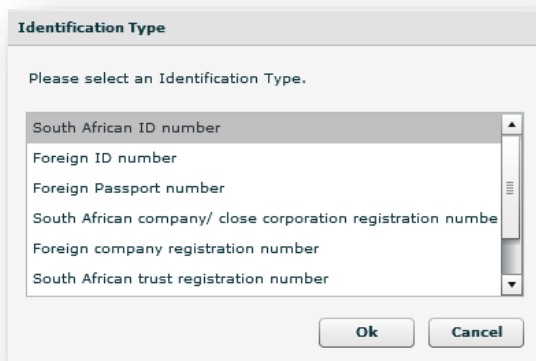 Identification Type
Please select an Identification Type.
South African ID number
Foreign ID number
Foreign Passport number
South African company/ close corporation registration numbe
Foreign company registration number
South African trust registration number
Ok
Cancel